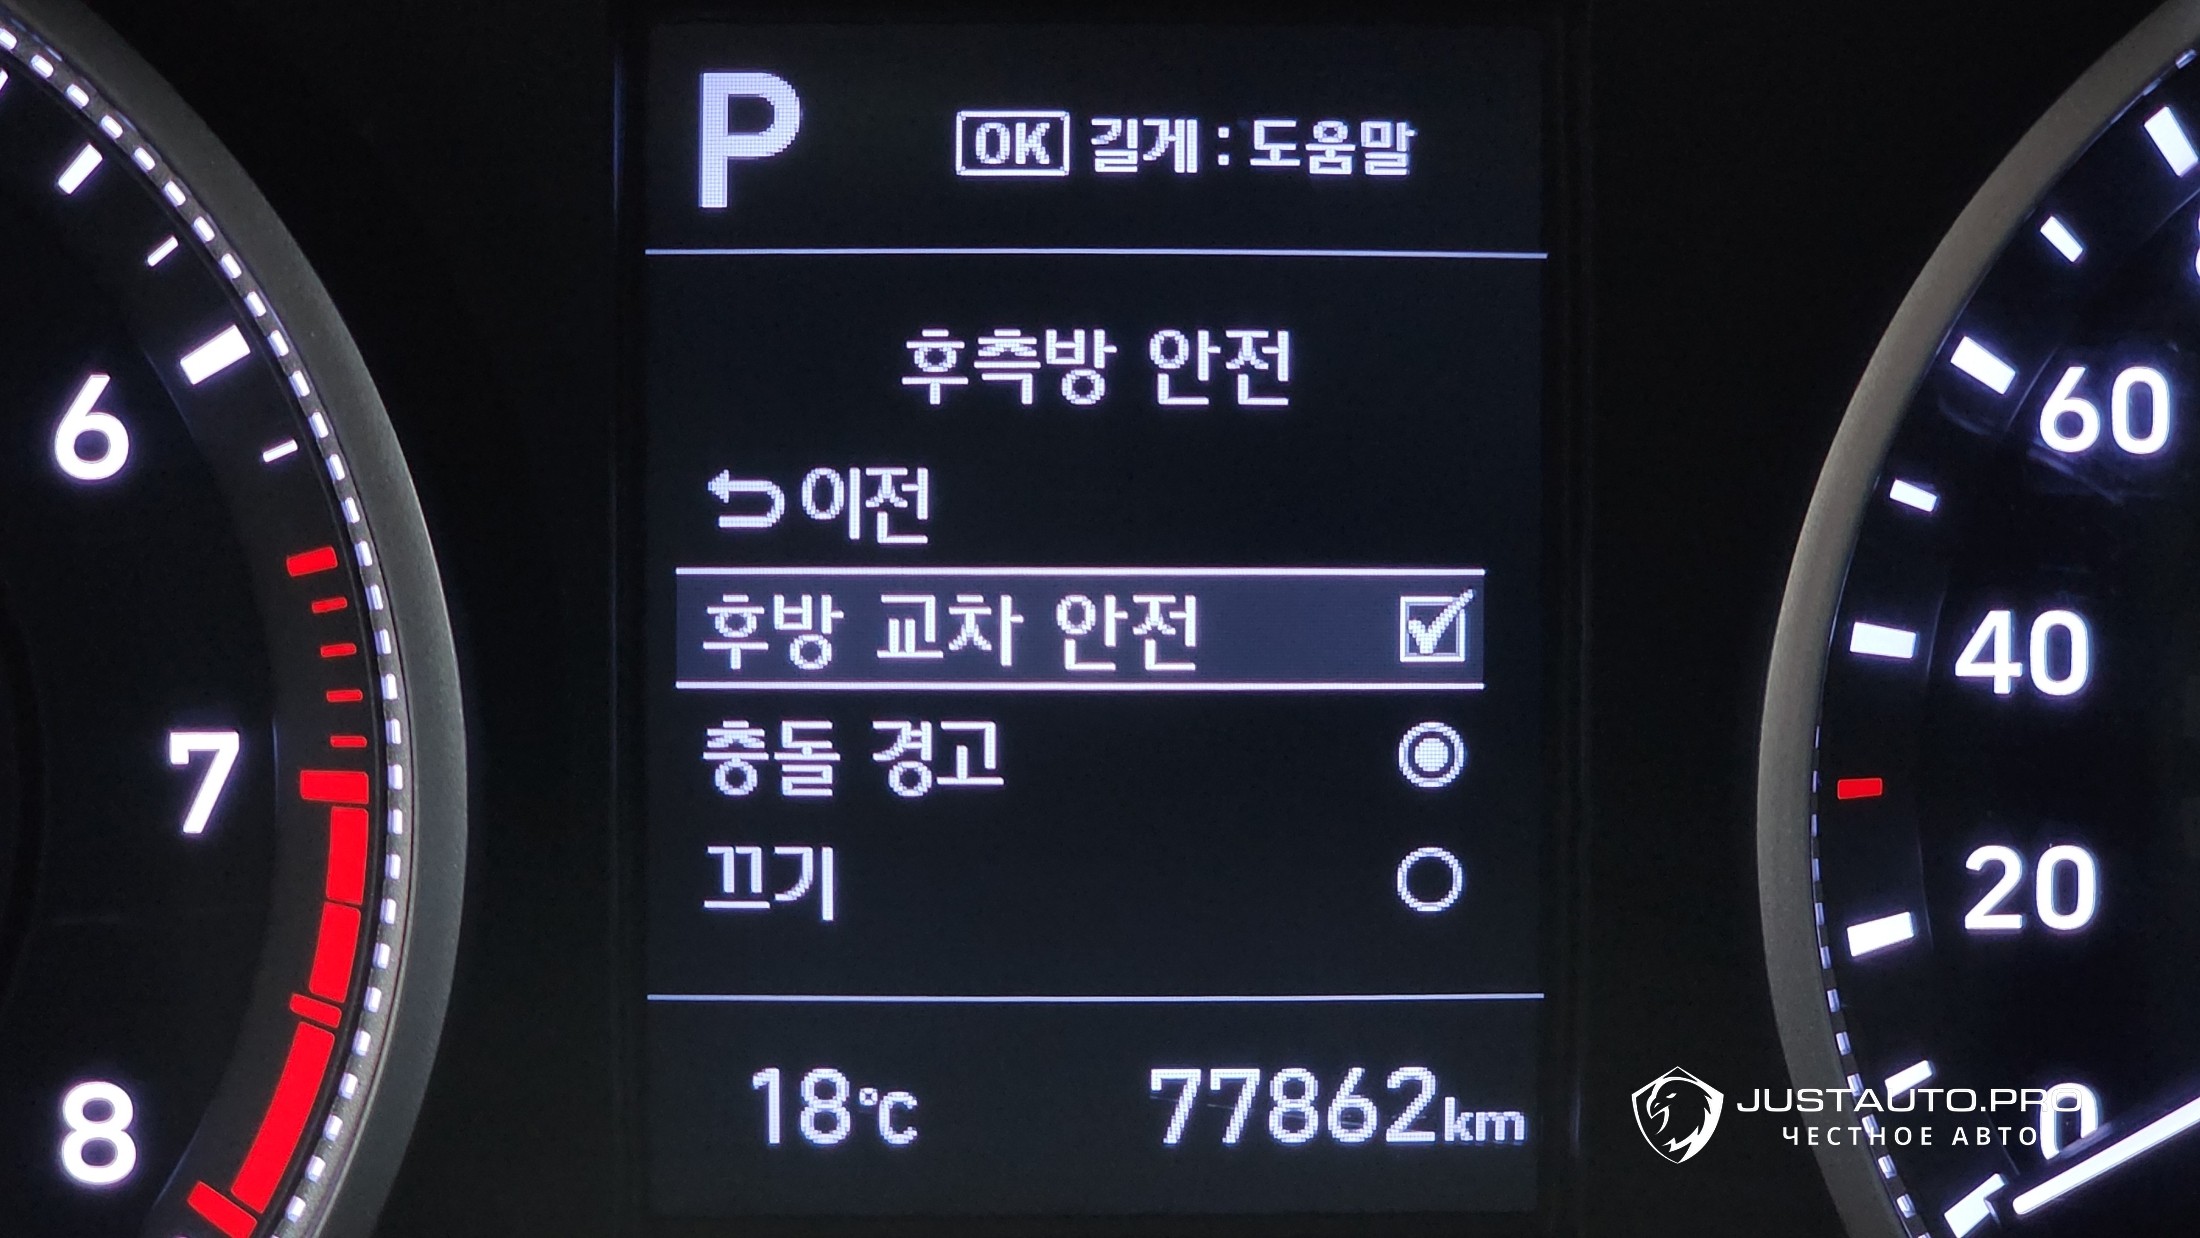 P
OK 길게 : 도움말
후측방 안전
이전
후방 교차 안전
충돌 경고
끄기
18°C 77862km
6
7
8
60
40
20
0
JUSTAUTO.PRO
ЧЕСТНОЕ АВТО